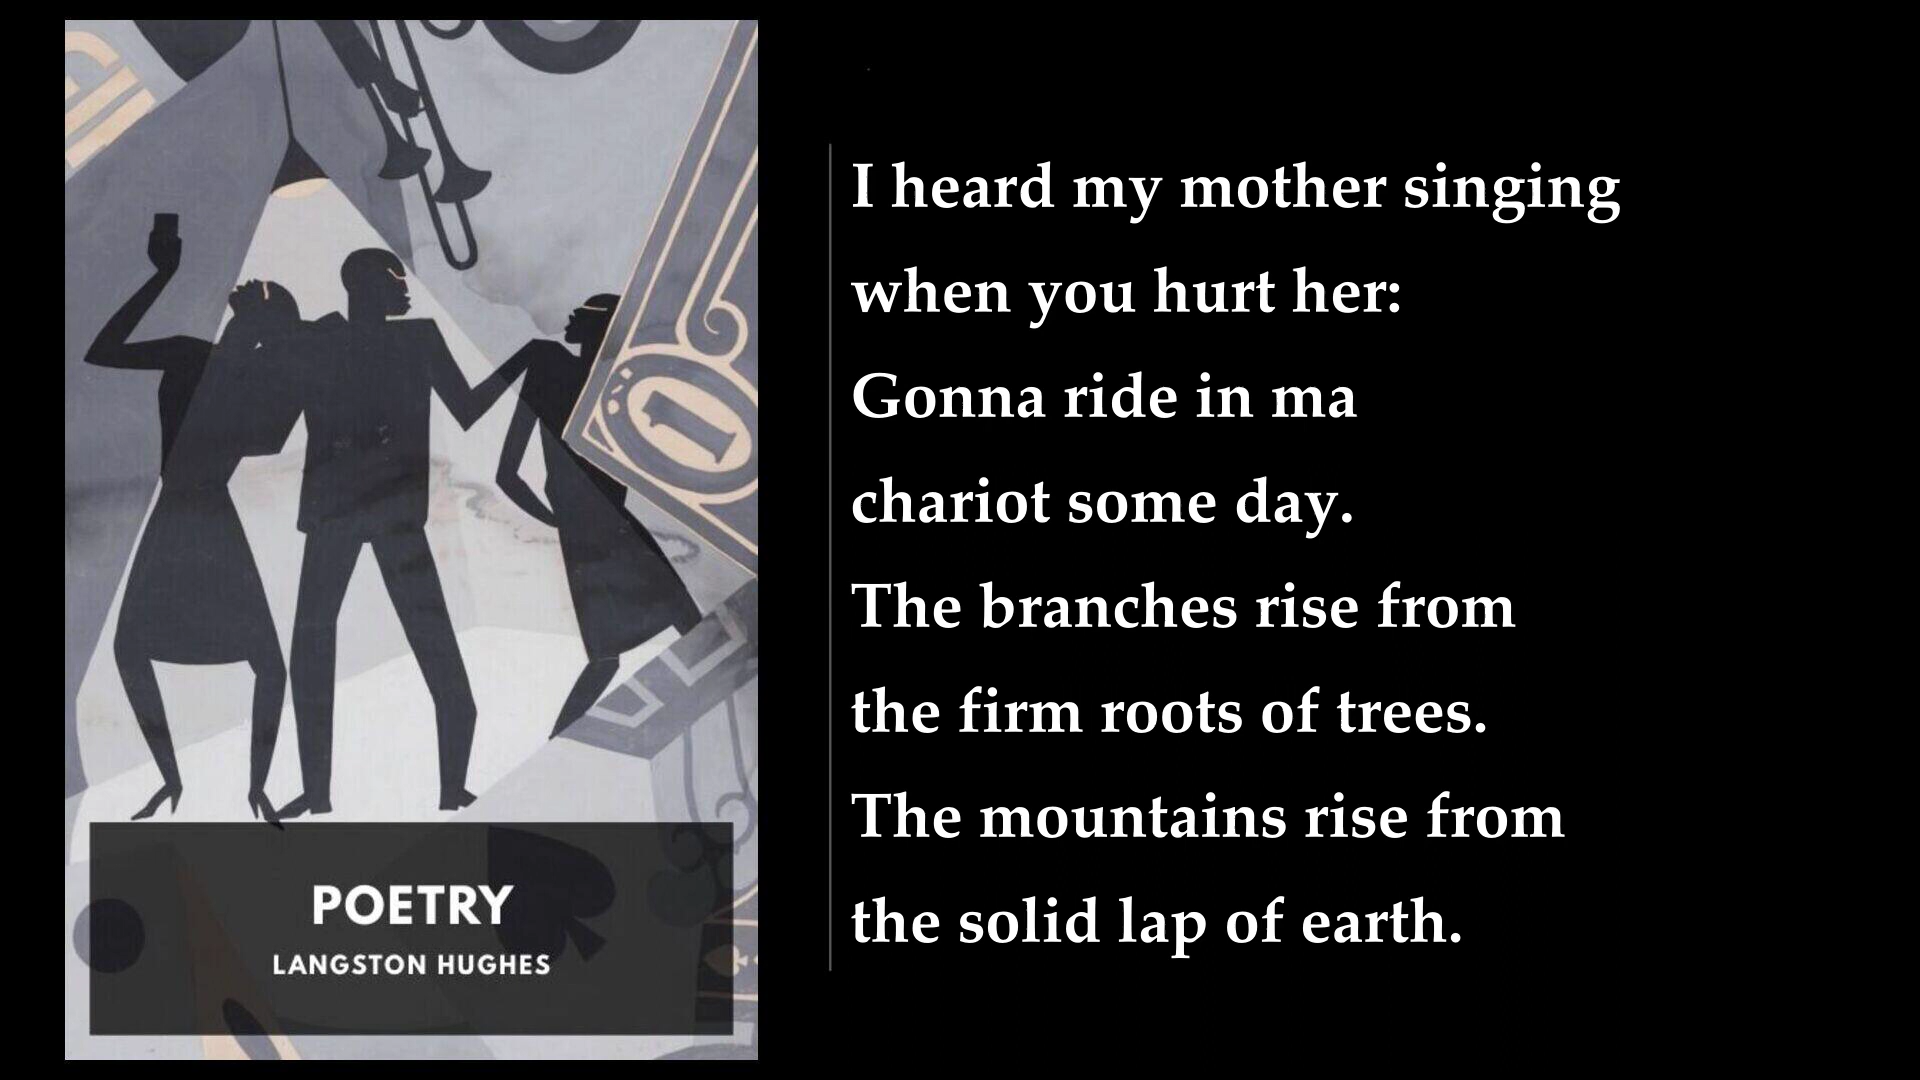 I heard my mother singing
when you hurt her:
Gonna ride in ma
chariot some day.
The branches rise from
the firm roots of trees.
The mountains rise from
the solid lap of earth.
1
POETRY
LANGSTON HUGHES